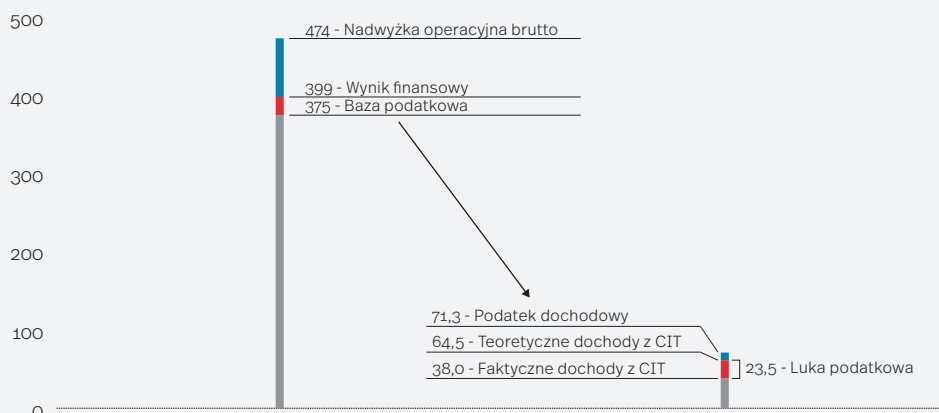 500
474 - Nadwyżka operacyjna brutto
399 - Wynik finansowy
400
375 - Baza podatkowa
300
200
71,3 - Podatek dochodowy
100
64,5 - Teoretyczne dochody z CIT
38,0 - Faktyczne dochody z CIT
23,5 - Luka podatkowa
0